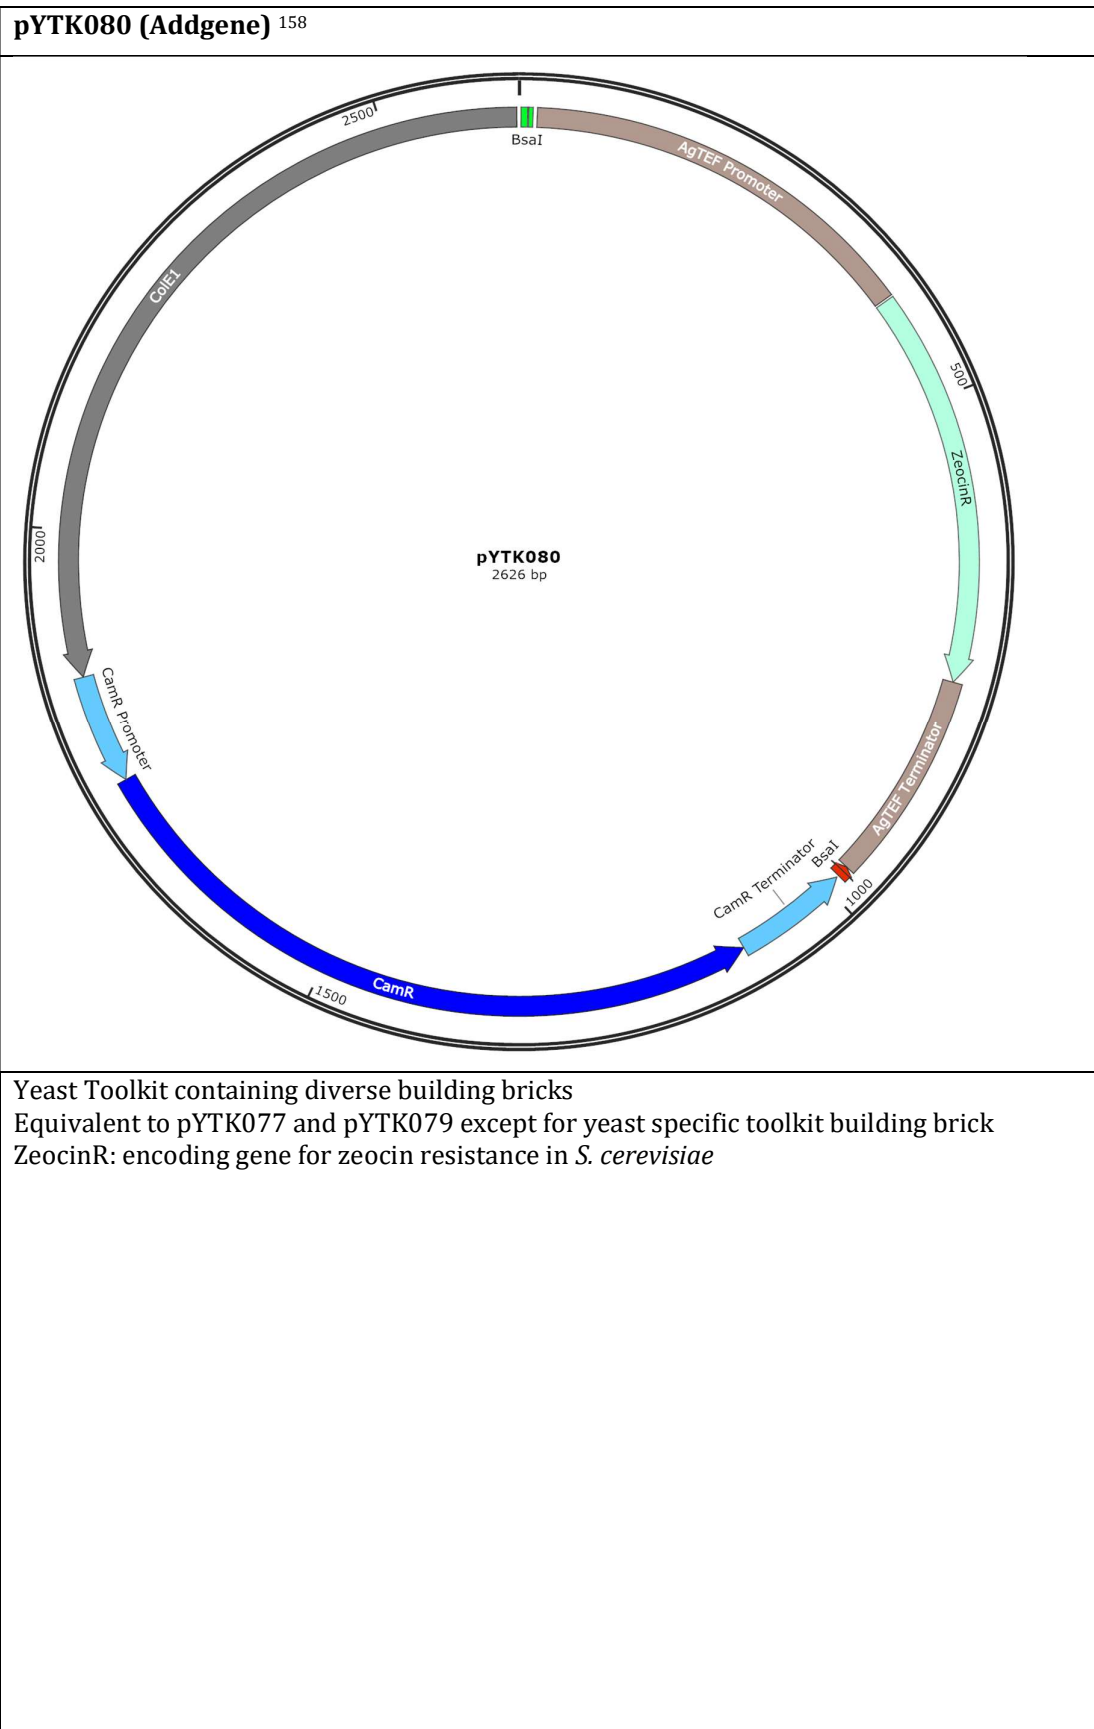 pYTK080 (Addgene) 158
2500
BsaI
AgTEF Promoter
ColE1
500
ZeocinR
2000
pYTK080
2626 bp
CamR Promoter
AgTEF Terminator
BsaI
CamR Terminator
1000
CamR
1500
Yeast Toolkit containing diverse building bricks
Equivalent to pYTK077 and pYTK079 except for yeast specific toolkit building brick
ZeocinR: encoding gene for zeocin resistance in S. cerevisiae